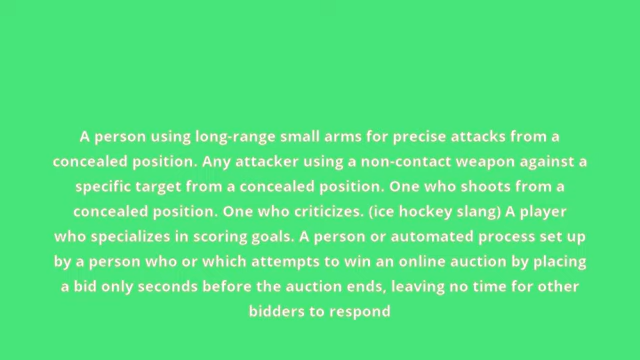 A person using long-range small arms for precise attacks from a
concealed position. Any attacker using a non-contact weapon against a
specific target from a concealed position. One who shoots from a
concealed position. One who criticizes. (ice hockey slang) A player
who specializes in scoring goals. A person or automated process set up
by a person who or which attempts to win an online auction by placing
a bid only seconds before the auction ends, leaving no time for other
bidders to respond